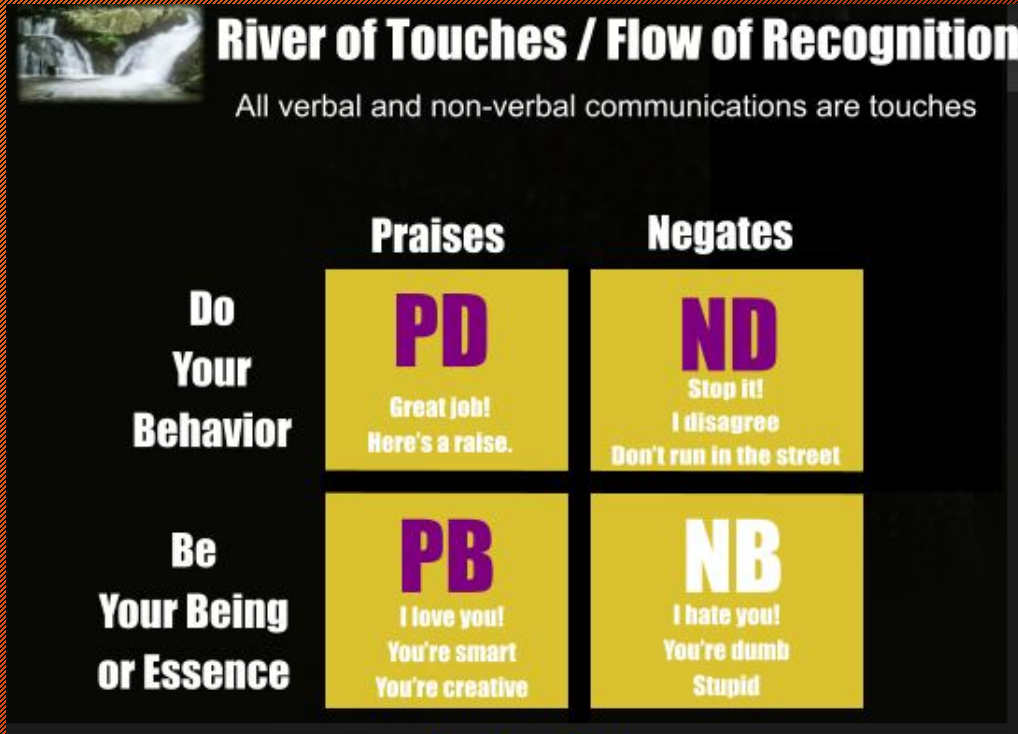 River of Touches / Flow of Recognition
All verbal and non-verbal communications are touches
Praises
Negates
Do
Your
Behavior
PD
Great job!
Here's a raise.
ND
Stop it!
I disagree
Don't run in the street
Be
Your Being
or Essence
PB
I love you!
You're smart
You're creative
NB
I hate you!
You're dumb
Stupid